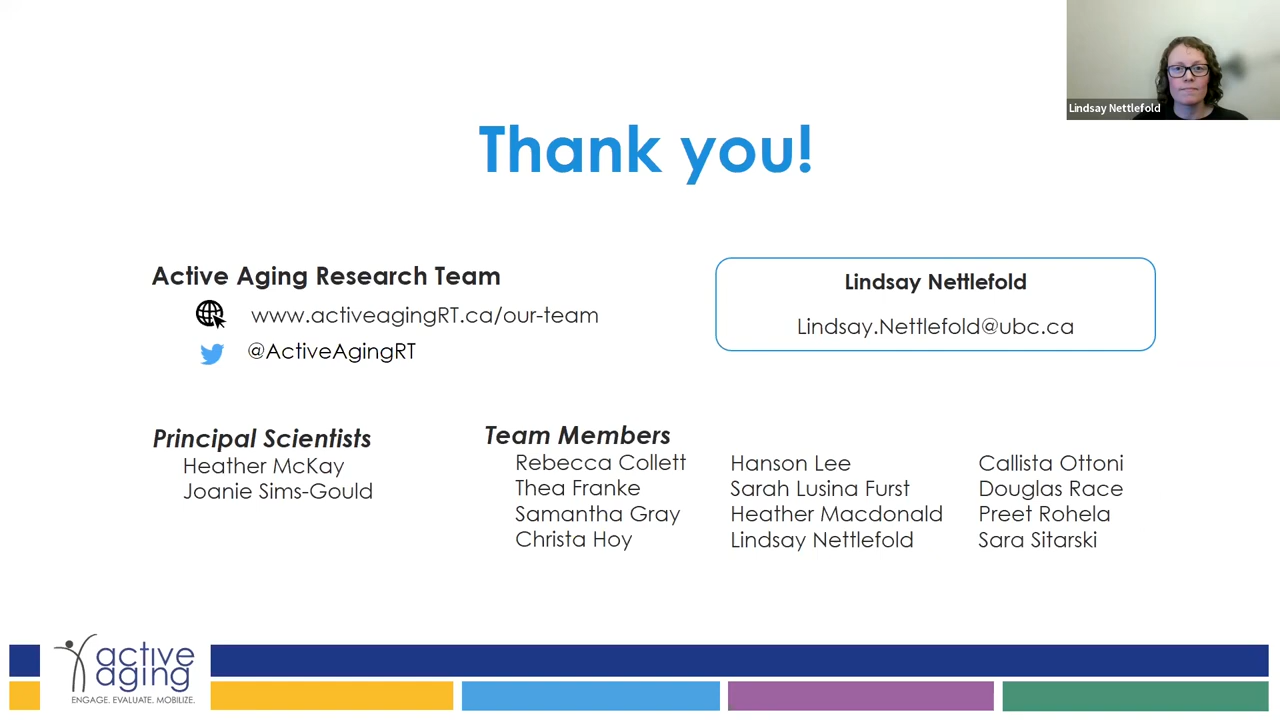 Lindsay Nettlefold
Thank you!
Active Aging Research Team
www.activeagingRT.ca/our-team
@ActiveAgingRT
Lindsay Nettlefold
Lindsay.Nettlefold@ubc.ca
Principal Scientists
Heather McKay
Joanie Sims-Gould
Team Members
Rebecca Collett
Thea Franke
Samantha Gray
Christa Hoy
Hanson Lee
Sarah Lusina Furst
Heather Macdonald
Lindsay Nettlefold
Callista Ottoni
Douglas Race
Preet Rohela
Sara Sitarski
active
aging
ENGAGE. EVALUATE. MOBILIZE.